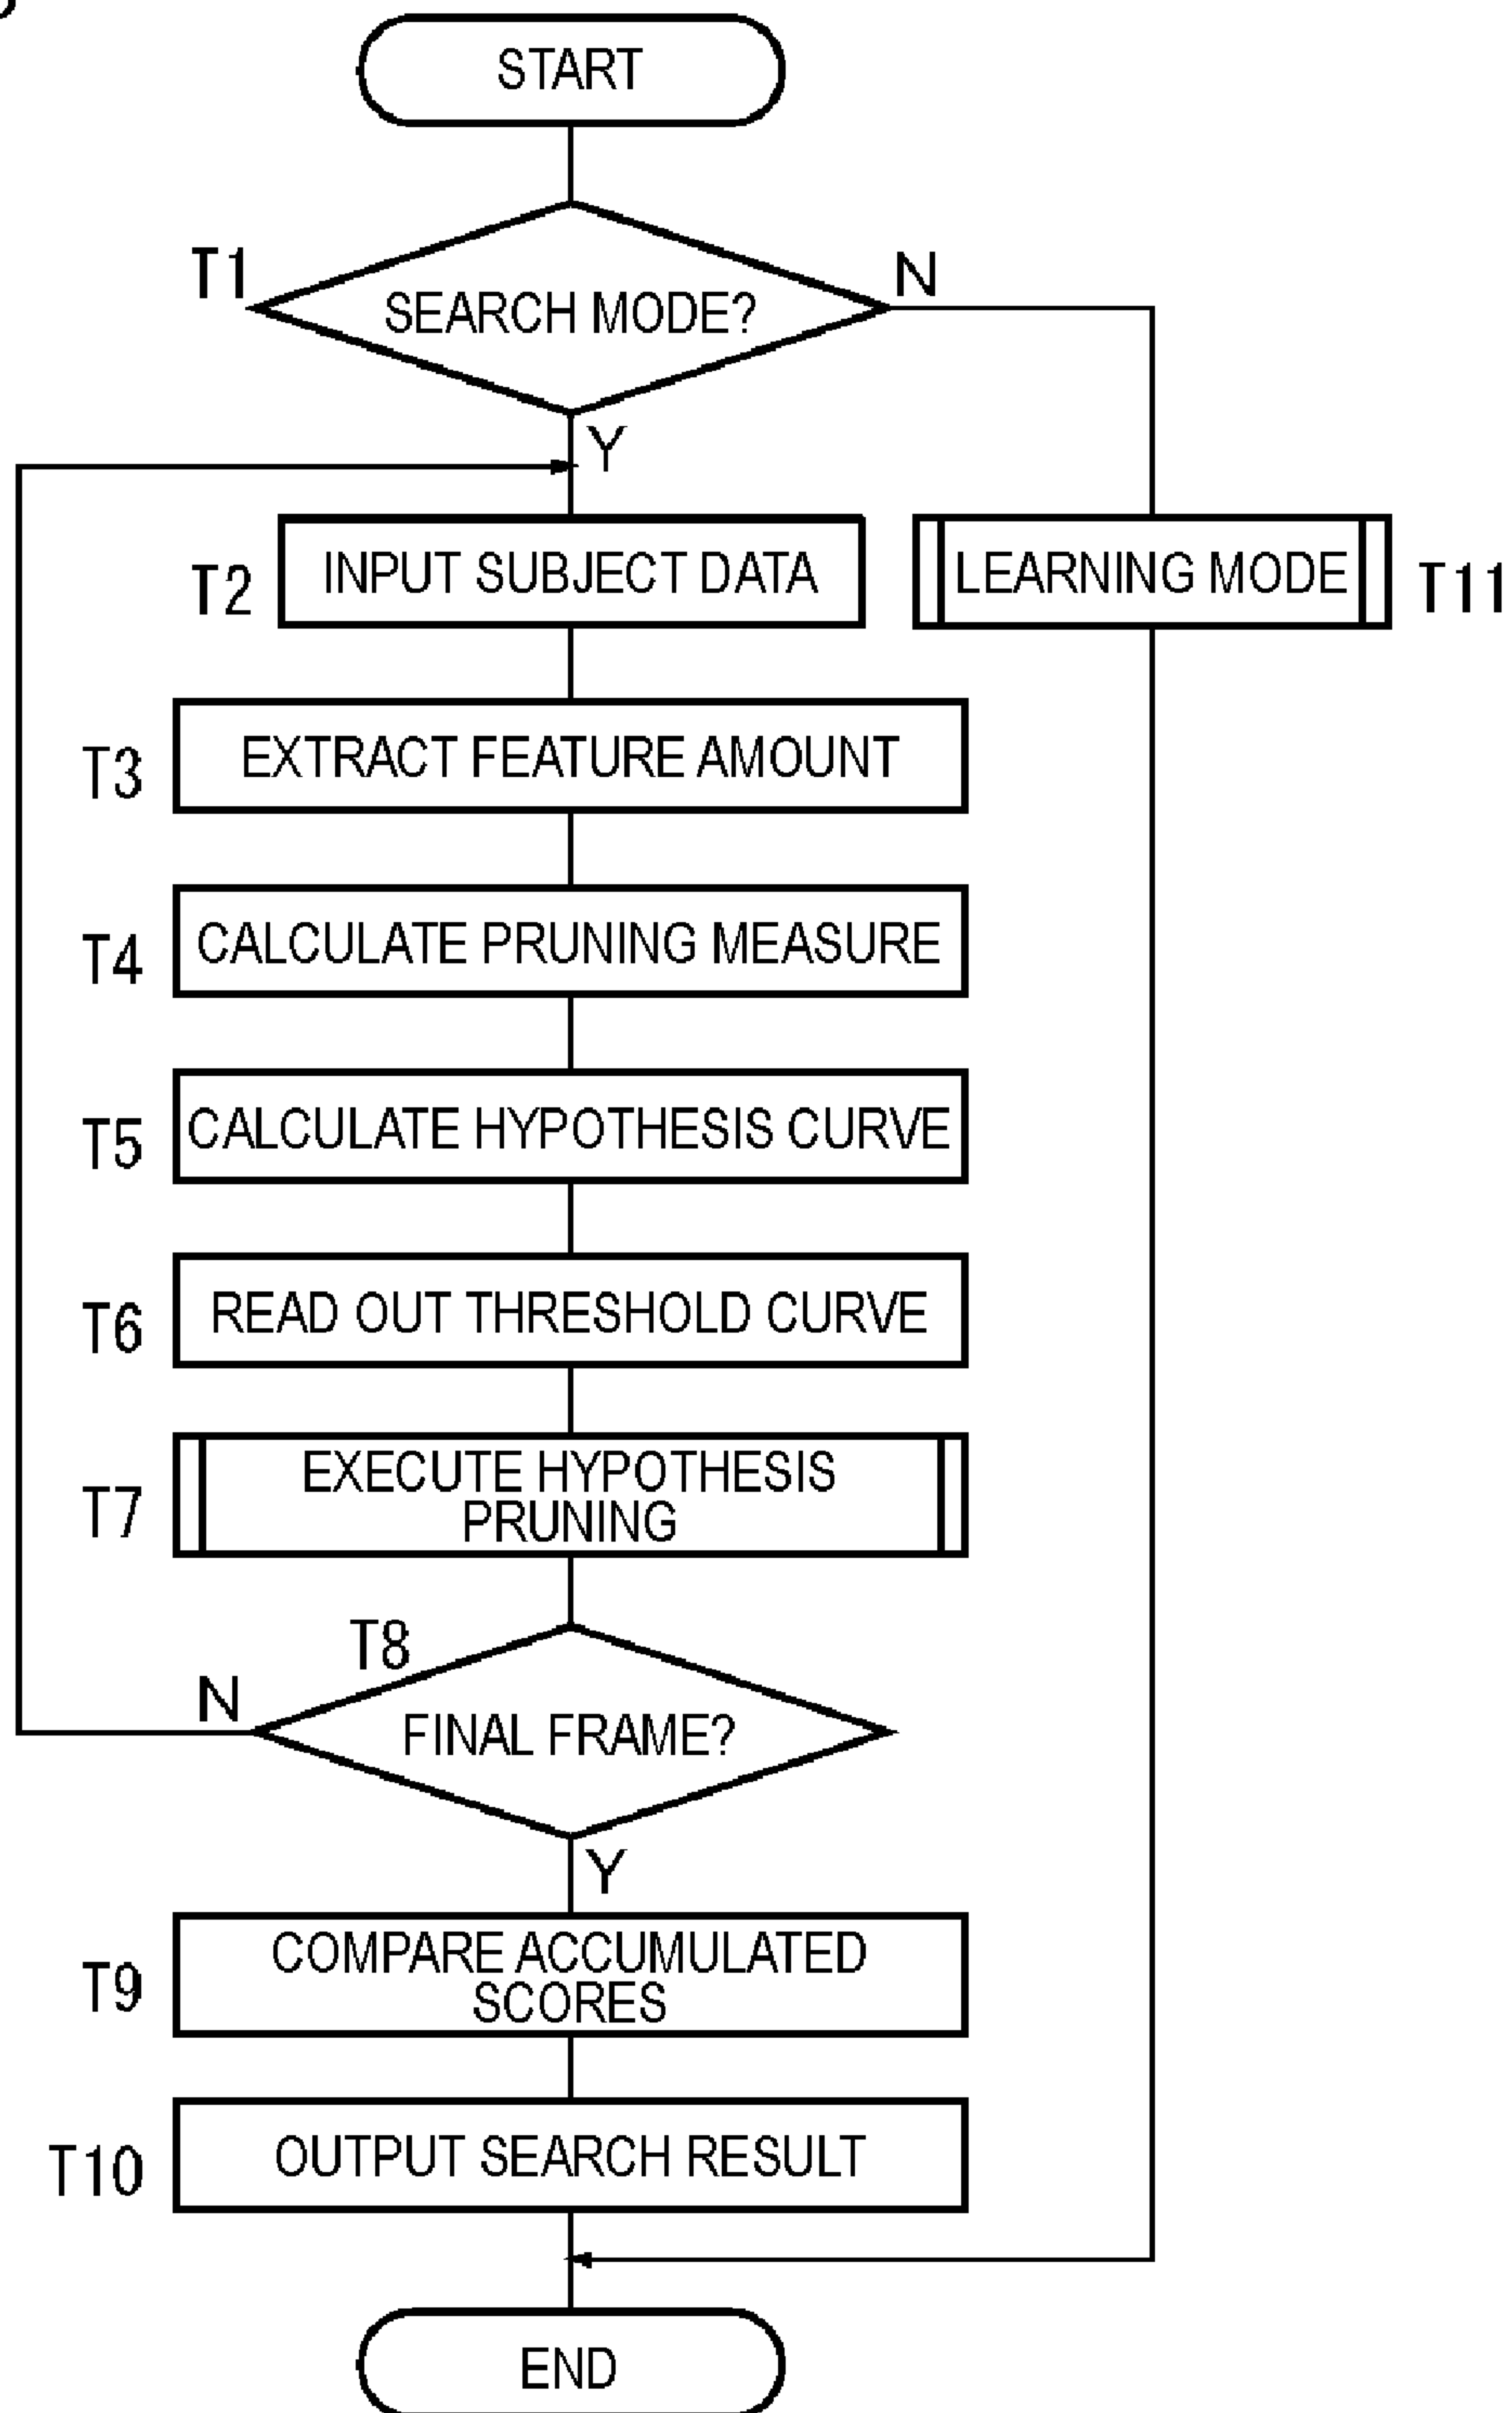 START
T1
SEARCH MODE?
N
Y
T2
INPUT SUBJECT DATA
LEARNING MODE
T11
T3
EXTRACT FEATURE AMOUNT
T4
CALCULATE PRUNING MEASURE
T5
CALCULATE HYPOTHESIS CURVE
T6
READ OUT THRESHOLD CURVE
T7
EXECUTE HYPOTHESIS
PRUNING
T8
N
FINAL FRAME?
Y
T9
COMPARE ACCUMULATED
SCORES
T10
OUTPUT SEARCH RESULT
END